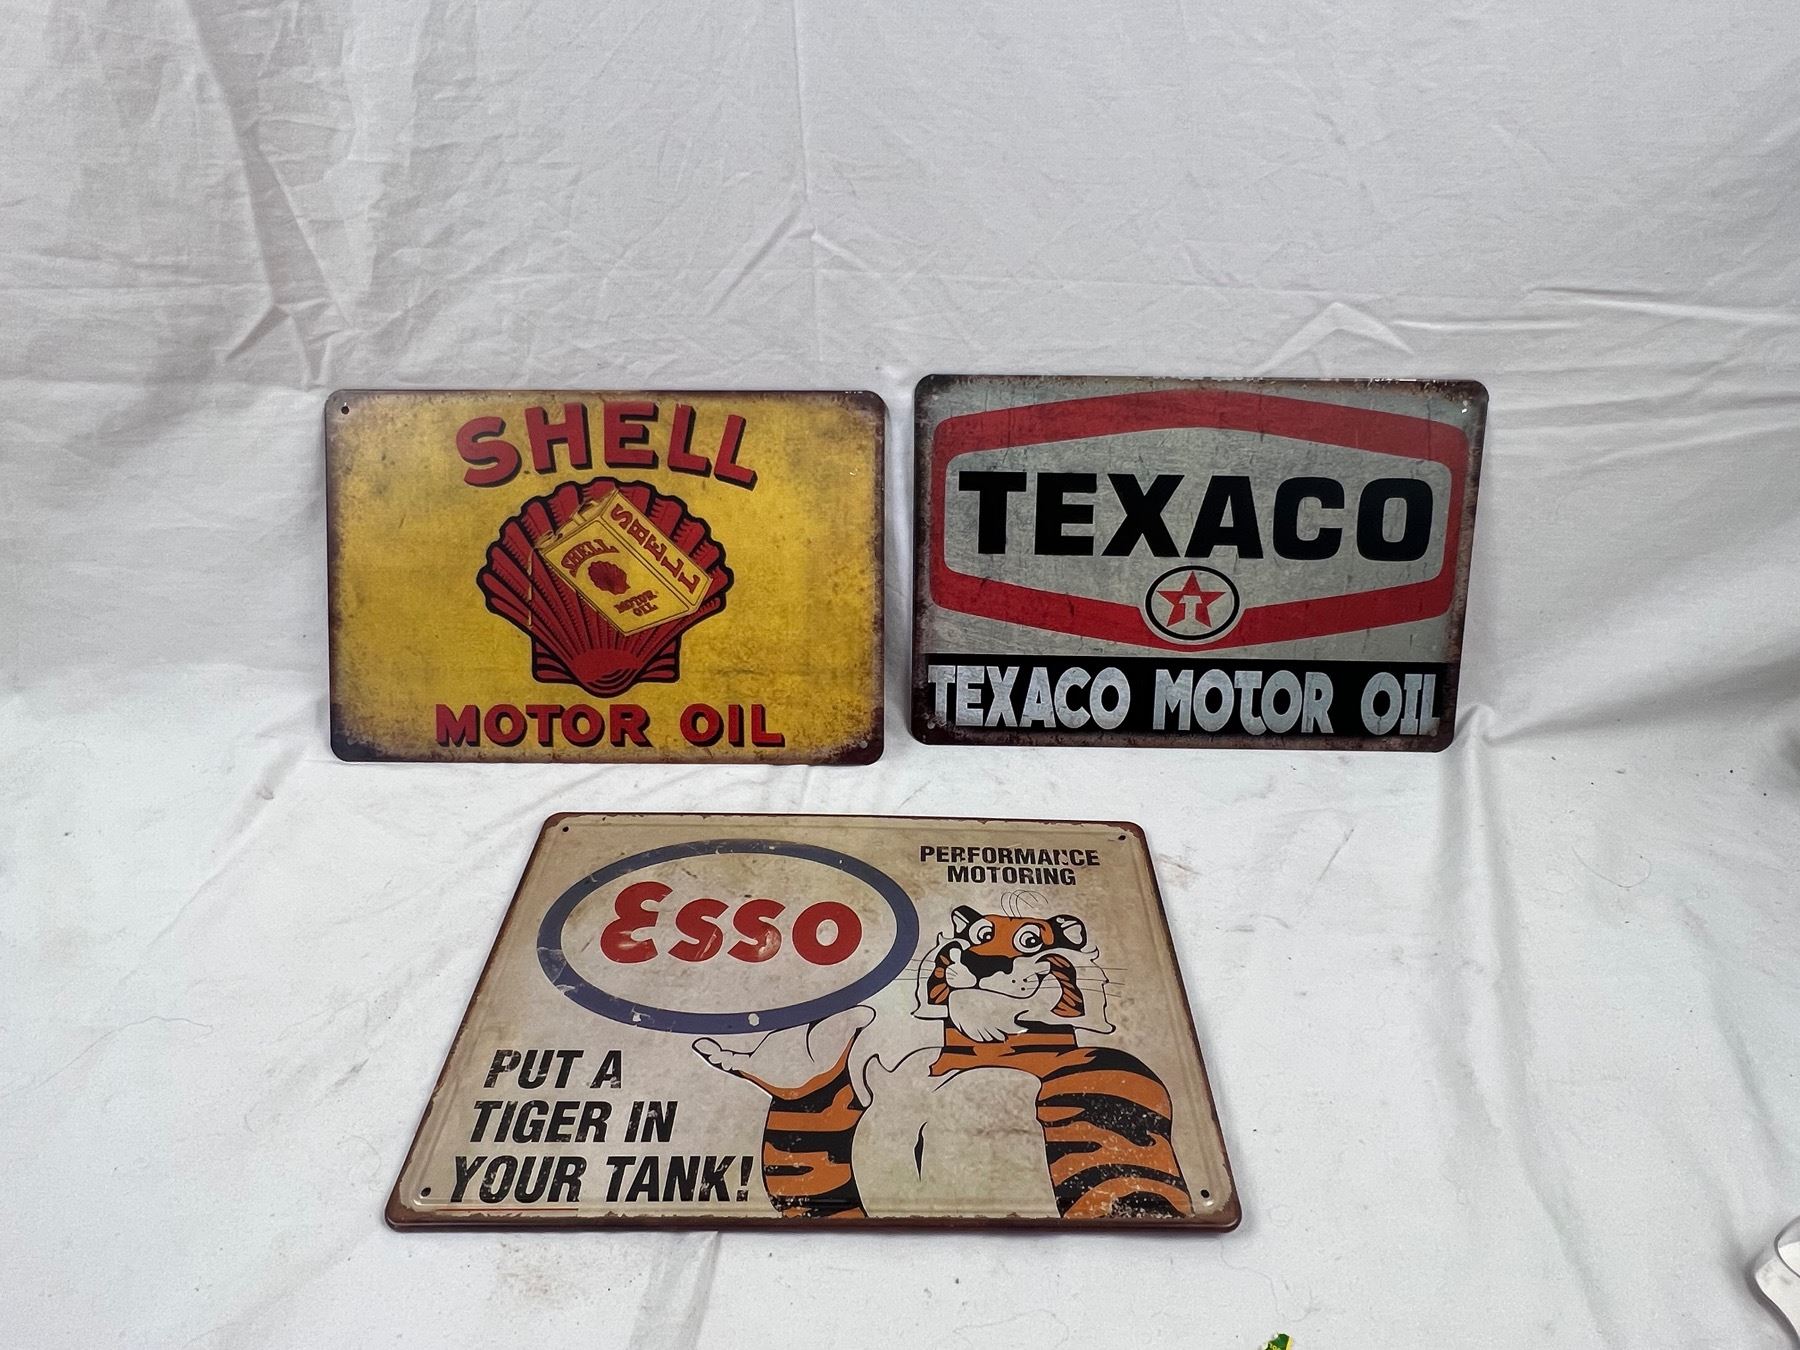 SHELL
SHELL
SHELL
MOTOR
OIL
MOTOR OIL
TEXACO
T
TEXACO MOTOR OIL
Esso
PERFORMANCE
MOTORING
PUT A
TIGER IN
YOUR TANK!